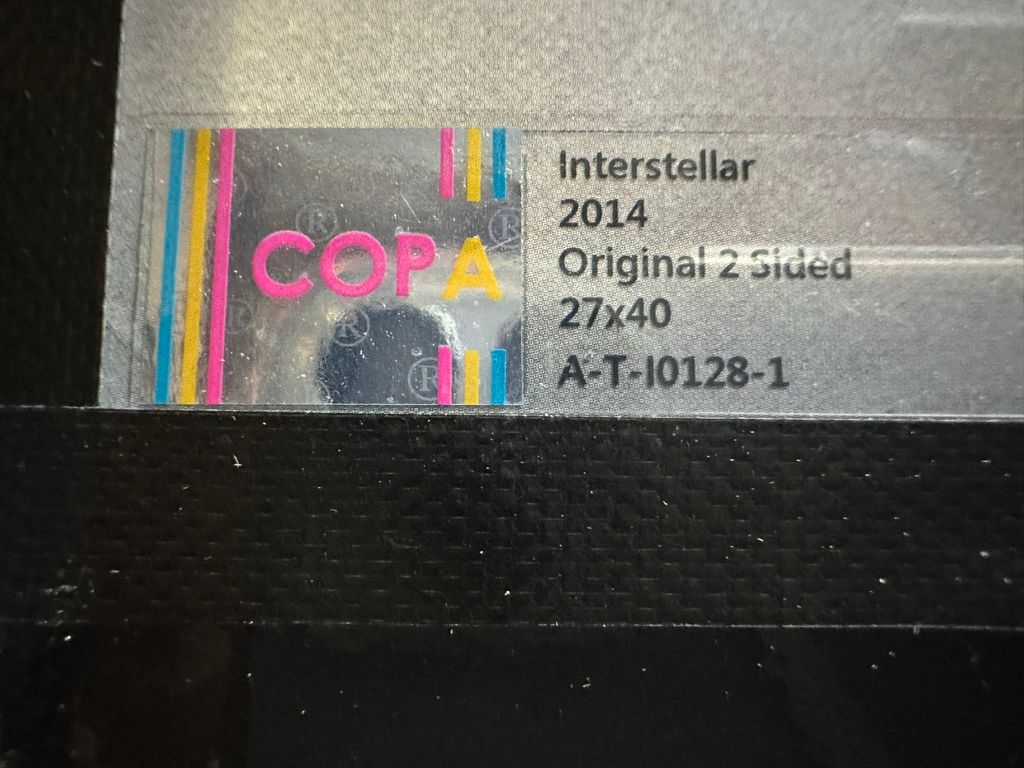 COPA
Interstellar
2014
Original 2 Sided
27x40
A-T-I0128-1